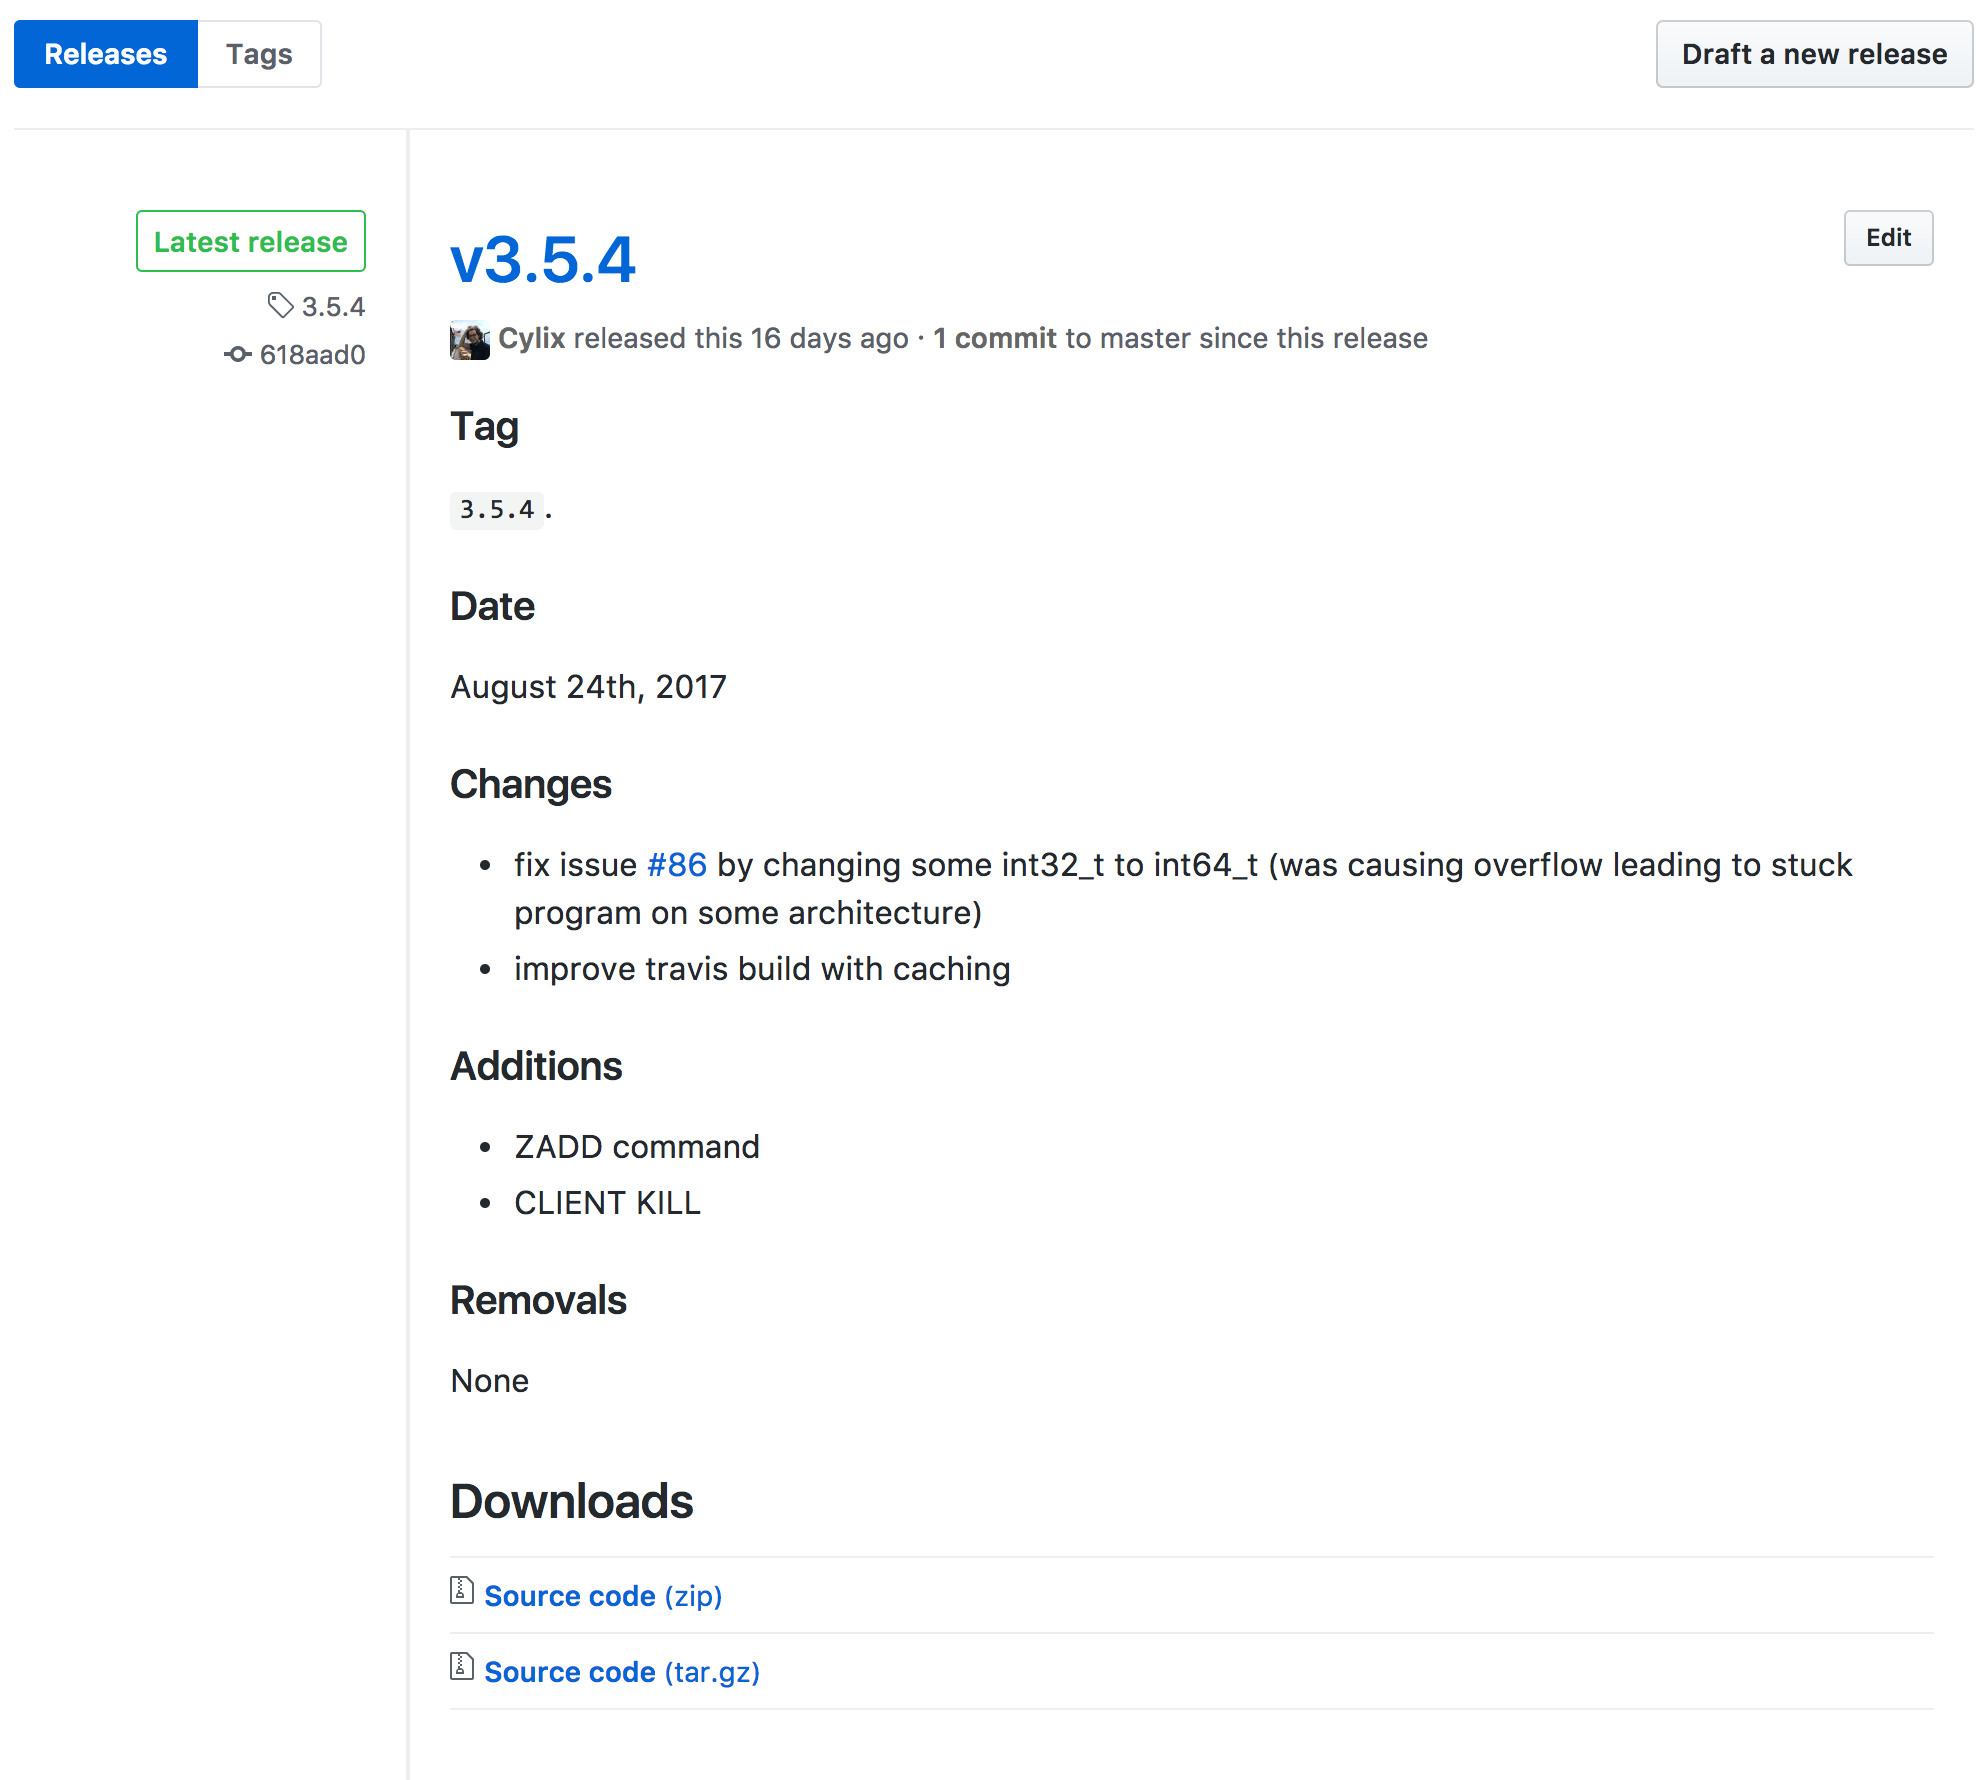 Releases Tags Draft a new release
Latest release
3.5.4
618aad0
v3.5.4 Edit
Cylix released this 16 days ago · 1 commit to master since this release
Tag
3.5.4 .
Date
August 24th, 2017
Changes
• fix issue #86 by changing some int32_t to int64_t (was causing overflow leading to stuck
program on some architecture)
• improve travis build with caching
Additions
• ZADD command
• CLIENT KILL
Removals
None
Downloads
Source code (zip)
Source code (tar.gz)